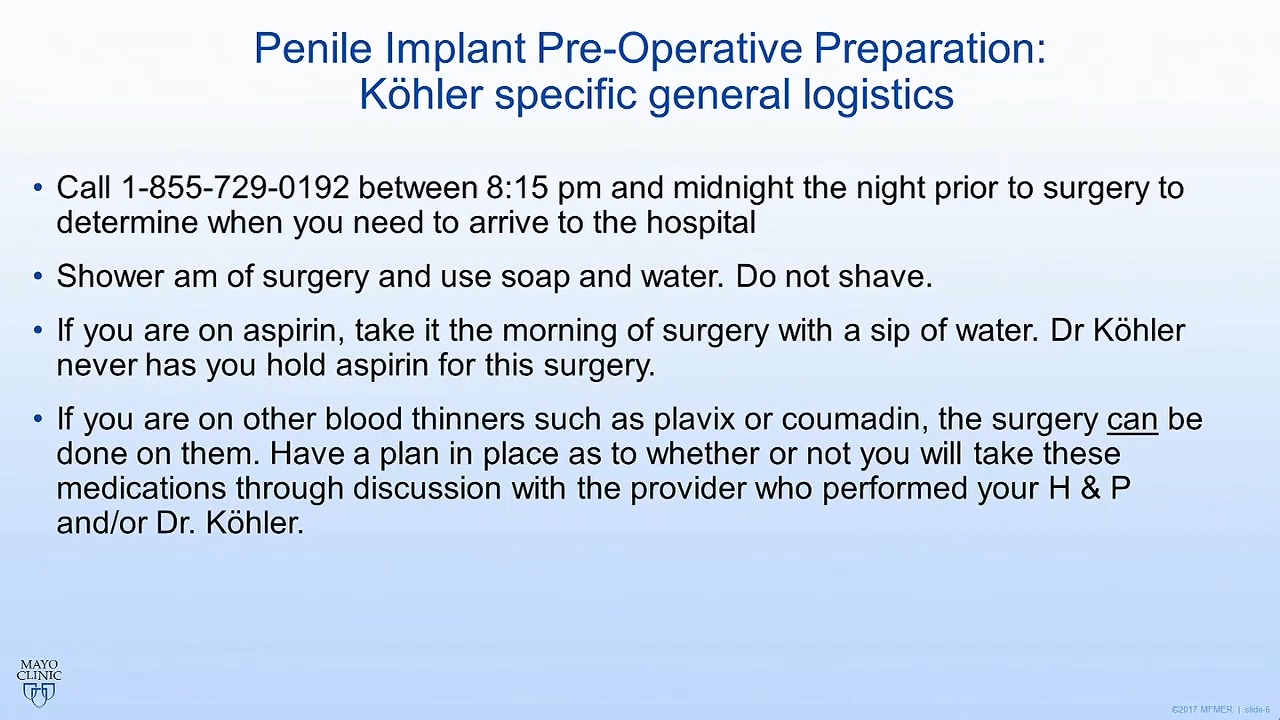 Penile Implant Pre-Operative Preparation:
Köhler specific general logistics
• Call 1-855-729-0192 between 8:15 pm and midnight the night prior to surgery to
determine when you need to arrive to the hospital
• Shower am of surgery and use soap and water. Do not shave.
• If you are on aspirin, take it the morning of surgery with a sip of water. Dr Köhler
never has you hold aspirin for this surgery.
• If you are on other blood thinners such as plavix or coumadin, the surgery can be
done on them. Have a plan in place as to whether or not you will take these
medications through discussion with the provider who performed your H & P
and/or Dr. Köhler.
MAYO
CLINIC
©2017 MFMER | slide-6